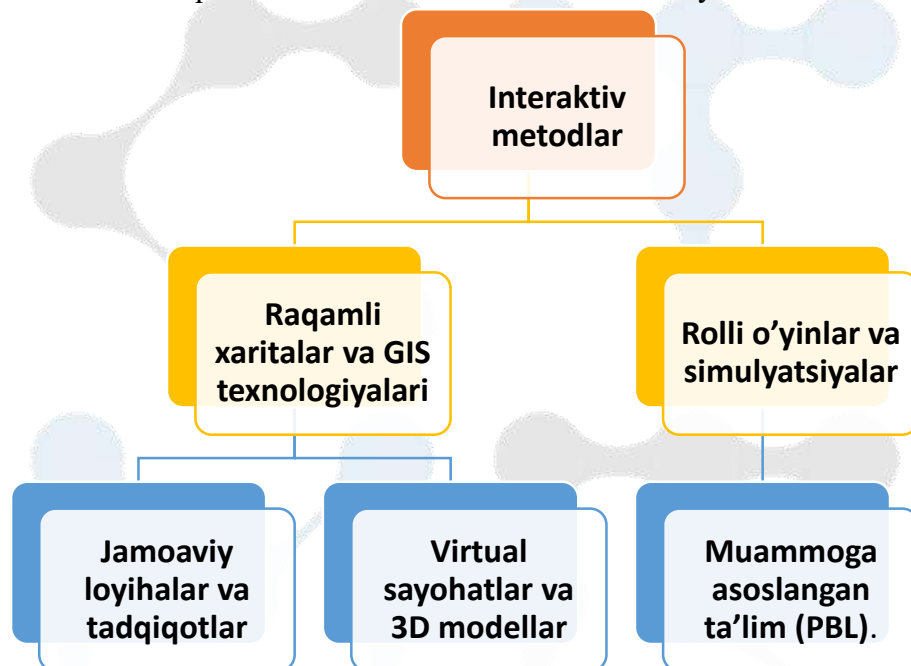 Interaktiv
metodlar
Raqamli
xaritalar va GIS
texnologiyalari
Rolli o’yinlar va
simulyatsiyalar
Jamoaviy
loyihalar va
tadqiqotlar
Virtual
sayohatlar va
3D modellar
Muammoga
asoslangan
ta’lim (PBL).